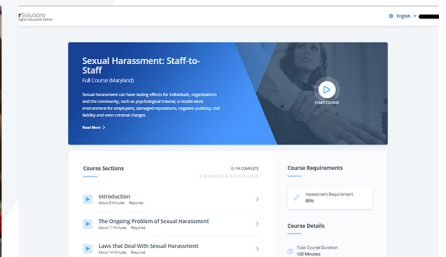 rSolutions
Higher Education Edition
English
Sexual Harassment: Staff-to-
Staff
Full Course (Maryland)
Sexual harassment can have lasting effects for individuals, organizations
and the community, such as psychological trauma; a hostile work
environment for employees; damaged reputations; negative publicity; civil
liability and even criminal charges.
Read More >
START COURSE
Course Sections
0 / 14 COMPLETE
Introduction
About 8 Minutes Required
The Ongoing Problem of Sexual Harassment
About 11 Minutes Required
Laws that Deal With Sexual Harassment
About 14 Minutes Required
Course Requirements
Assessment Requirement
80%
Course Details
Total Course Duration
120 Minutes